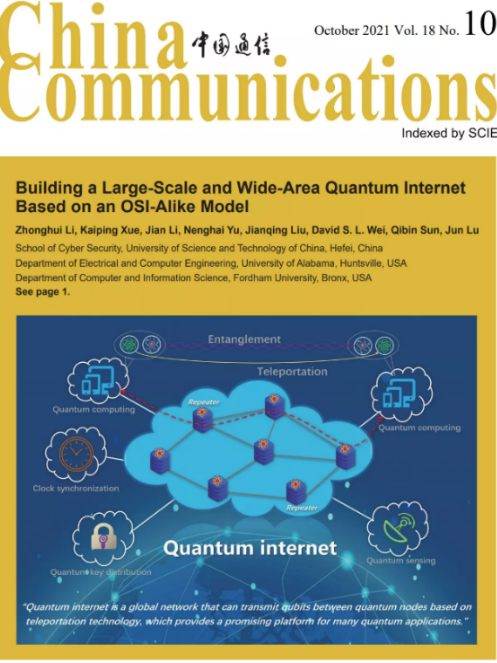 China
中国通信
October 2021 Vol. 18 No. 10
Communications
Indexed by SCIE
Building a Large-Scale and Wide-Area Quantum Internet
Based on an OSI-Alike Model
Zhonghui Li, Kaiping Xue, Jian Li, Nenghai Yu, Jianqing Liu, David S. L. Wei, Qibin Sun, Jun Lu
School of Cyber Security, University of Science and Technology of China, Hefei, China
Department of Electrical and Computer Engineering, University of Alabama, Huntsville, USA
Department of Computer and Information Science, Fordham University, Bronx, USA
See page 1.
Entanglement
Teleportation
Repeater
Quantum computing
Quantum computing
Clock synchronization
Repeater
Quantum internet
Quantum key distribution
Quantum sensing
"Quantum internet is a global network that can transmit qubits between quantum nodes based on
teleportation technology, which provides a promising platform for many quantum applications."